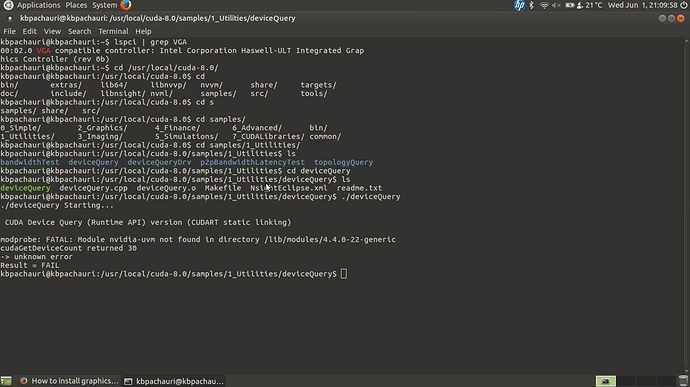 Applications Places System
21 °C Wed Jun 1, 21:09:58
kbpachauri@kbpachauri: /usr/local/cuda-8.0/samples/1_Utilities/deviceQuery
File Edit View Search Terminal Help
kbpachauri@kbpachauri:~$ lspci | grep VGA
00:02.0 VGA compatible controller: Intel Corporation Haswell-ULT Integrated Grap
hics Controller (rev 0b)
kbpachauri@kbpachauri:~$ cd /usr/local/cuda-8.0/
kbpachauri@kbpachauri:/usr/local/cuda-8.0$ cd
bin/ extras/ lib64/ libnvvp/ nvvm/ share/ targets/
doc/ include/ libnsight/ nvml/ samples/ src/ tools/
kbpachauri@kbpachauri:/usr/local/cuda-8.0$ cd s
samples/ share/ src/
kbpachauri@kbpachauri:/usr/local/cuda-8.0$ cd samples/
0_Simple/ 2_Graphics/ 4_Finance/ 6_Advanced/ bin/
1_Utilities/ 3_Imaging/ 5_Simulations/ 7_CUDALibraries/ common/
kbpachauri@kbpachauri:/usr/local/cuda-8.0$ cd samples/1_Utilities/
kbpachauri@kbpachauri:/usr/local/cuda-8.0/samples/1_Utilities$ ls
bandwidthTest deviceQuery deviceQueryDrv p2pBandwidthLatencyTest topologyQuery
kbpachauri@kbpachauri:/usr/local/cuda-8.0/samples/1_Utilities$ cd deviceQuery
kbpachauri@kbpachauri:/usr/local/cuda-8.0/samples/1_Utilities/deviceQuery$ ls
deviceQuery deviceQuery.cpp deviceQuery.o Makefile NsightEclipse.xml readme.txt
kbpachauri@kbpachauri:/usr/local/cuda-8.0/samples/1_Utilities/deviceQuery$ ./deviceQuery
./deviceQuery Starting...
CUDA Device Query (Runtime API) version (CUDART static linking)
modprobe: FATAL: Module nvidia-uvm not found in directory /lib/modules/4.4.0-22-generic
cudaGetDeviceCount returned 30
-> unknown error
Result = FAIL
kbpachauri@kbpachauri:/usr/local/cuda-8.0/samples/1_Utilities/deviceQuery$
How to install graphics...
kbpachauri@kbpachau...